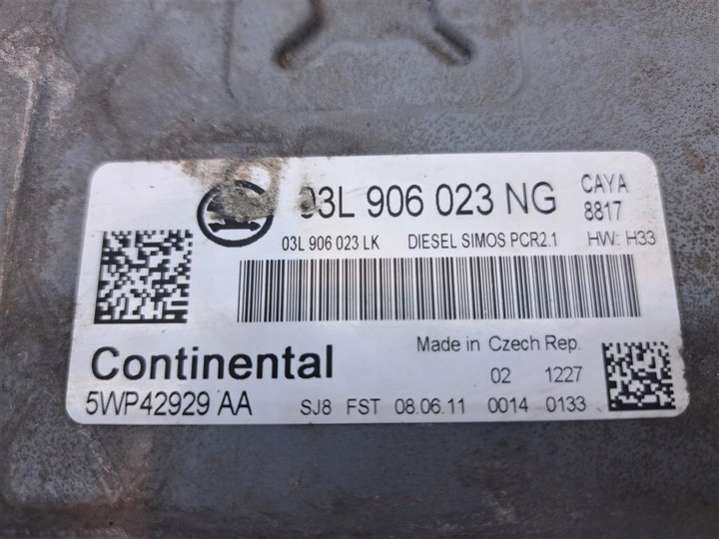 03L 906 023 NG CAYA
8817
03L 906 023 LK DIESEL SIMOS PCR2.1 HW: H33
Continental Made in Czech Rep.
02 1227
5WP42929 AA SJ8 FST 08.06.11 0014 0133